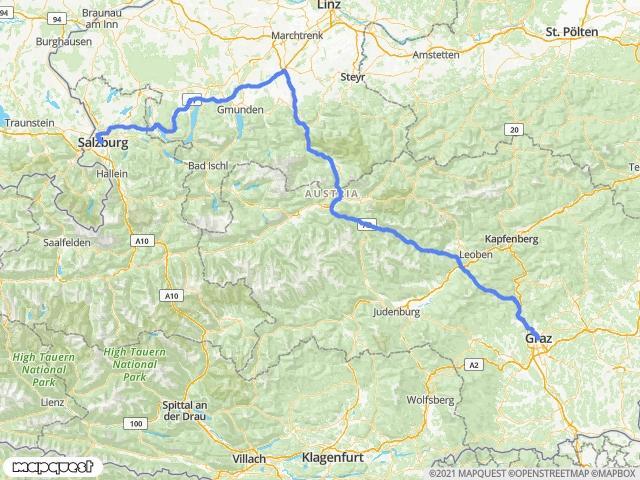 94
Braunau
am Inn
94
Burghausen
Linz
Marchtrenk
Amstetten
St. Pölten
Steyr
Gmunden
Traunstein
Salzburg
Hallein
Bad Ischl
20
AUSTRIA
Saalfelden
A10
Kapfenberg
Leoben
A10
Judenburg
Graz
High Tauern
National
Park
High Tauern
National
Park
A2
Lienz
Spittal an
der Drau
100
Wolfsberg
Villach
Klagenfurt
mapquest
©2021 MAPQUEST ©OPENSTREETMAP ©MAPBOX